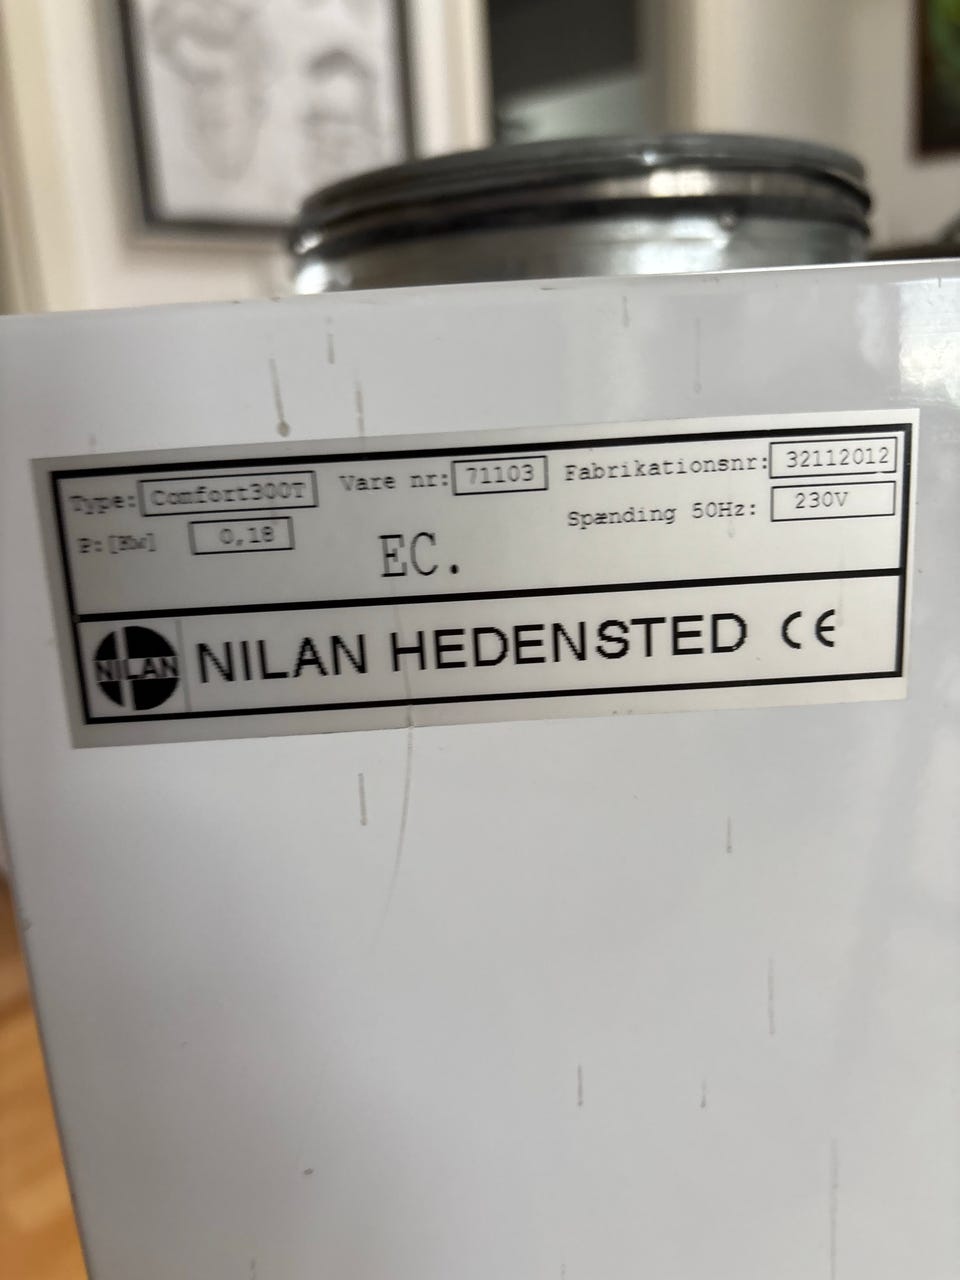 Type: Comfort300T Vare nr: 71103 Fabrikationsnr: 32112012
P:[Kw] 0,18 EC. Spænding 50Hz: 230V
NILAN NILAN HEDENSTED CE